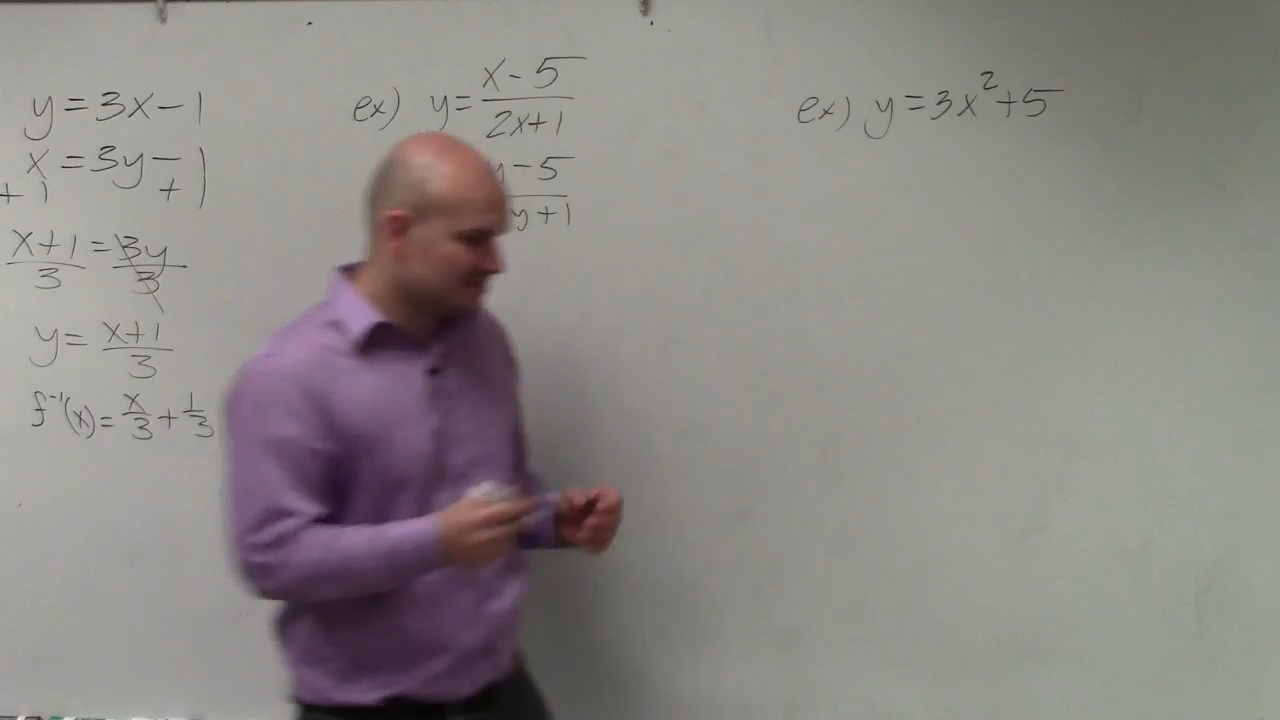 y = 3x - 1
x = 3y - 1
+ 1 + 1
x+1/3 = 3y/3
y = x+1/3
f⁻¹(x) = x/3 + 1/3
ex) y = x - 5/2x+1
y - 5/y + 1
ex) y = 3x² + 5